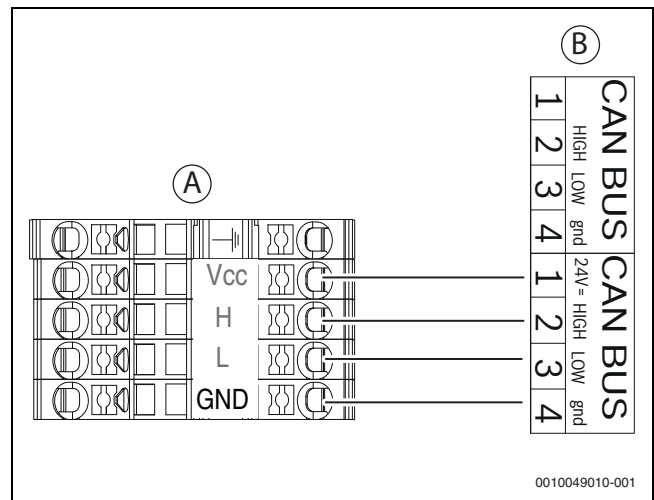 B
A
CAN BUS
1
2 HIGH
3 LOW
4 gnd
CAN BUS
1 24V=
2 HIGH
3 LOW
4 gnd
Vcc
H
L
GND
0010049010-001